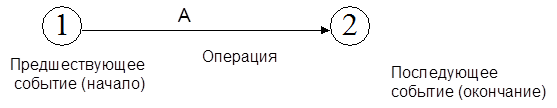 A
1
2
Операция
Предшествующее
событие (начало)
Последующее
событие (окончание)